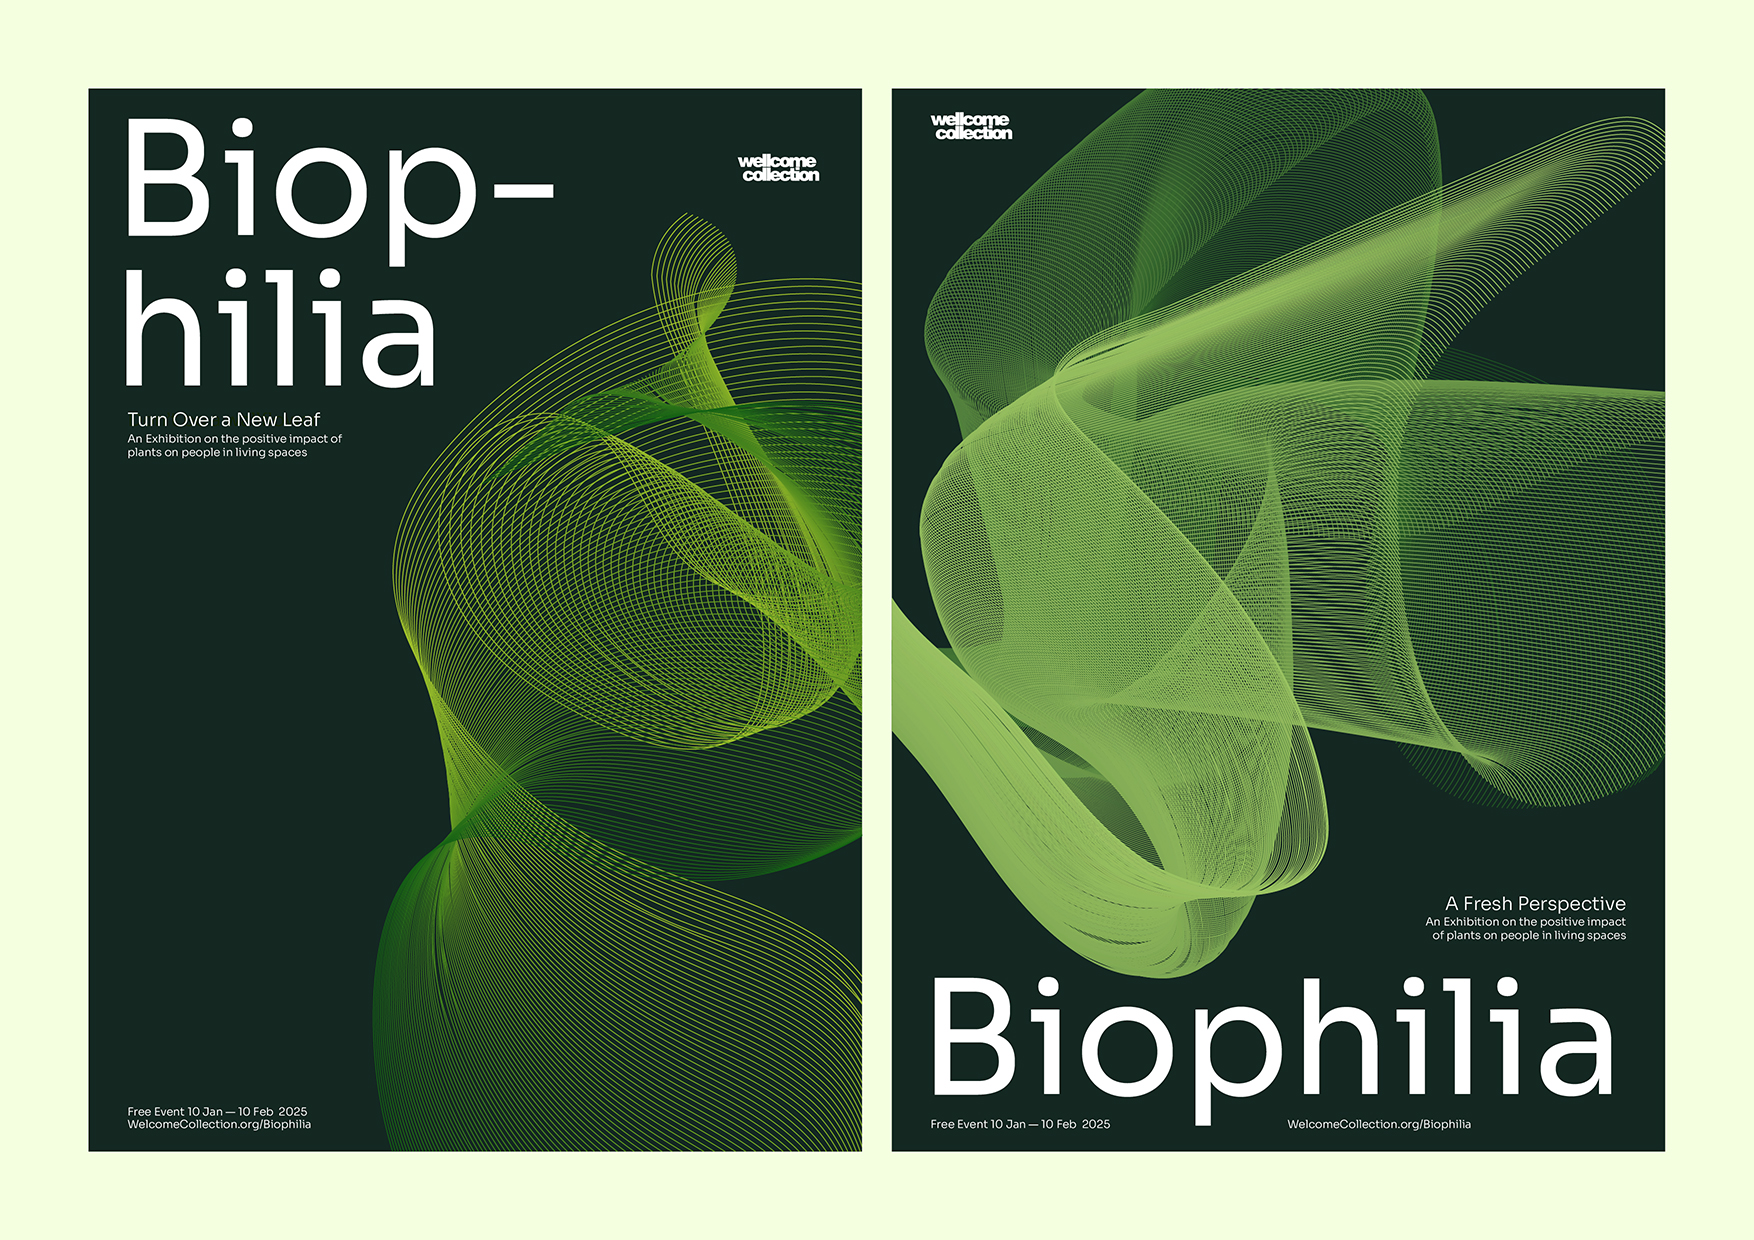 Biop-
hilia
wellcome
collection
Turn Over a New Leaf
An Exhibition on the positive impact of
plants on people in living spaces
Free Event 10 Jan — 10 Feb 2025
WelcomeCollection.org/Biophilia
wellcome
collection
A Fresh Perspective
An Exhibition on the positive impact
of plants on people in living spaces
Biophilia
Free Event 10 Jan — 10 Feb 2025
WelcomeCollection.org/Biophilia